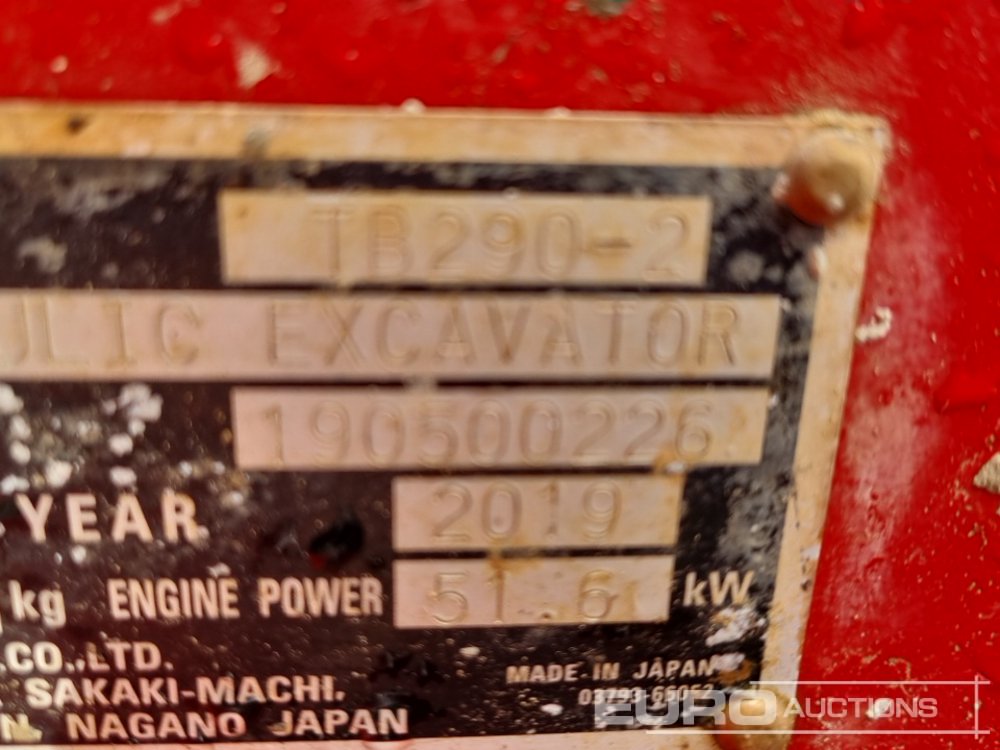 TB290-2
ULIC EXCAVATOR
190500226
YEAR 2019
kg ENGINE POWER 51.6 kW
CO.,LTD.
SAKAKI-MACHI. MADE IN JAPAN
NAGANO JAPAN
EURO AUCTIONS